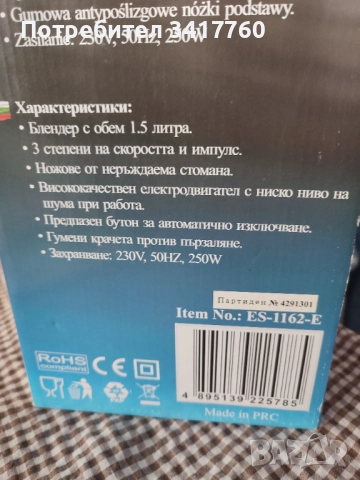 • Gumowa antypoślizgowe nóżki podstawy.
Потребител 3417760
• Zasilanie: 230V, 50HZ, 250W
Характеристики:
• Блендер с обем 1.5 литра.
• 3 степени на скоростта и импулс.
• Ножове от неръждаема стомана.
• Висококачествен електродвигател с ниско ниво на
шума при работа.
• Предпазен бутон за автоматично изключване.
• Гумени крачета против пързаляне.
• Захранване: 230V, 50HZ, 250W
Партиден № 4291301
Item No.: ES-1162-E
RoHS
compliant
CE
4 895139 225785
Made in PRC
BAZAR